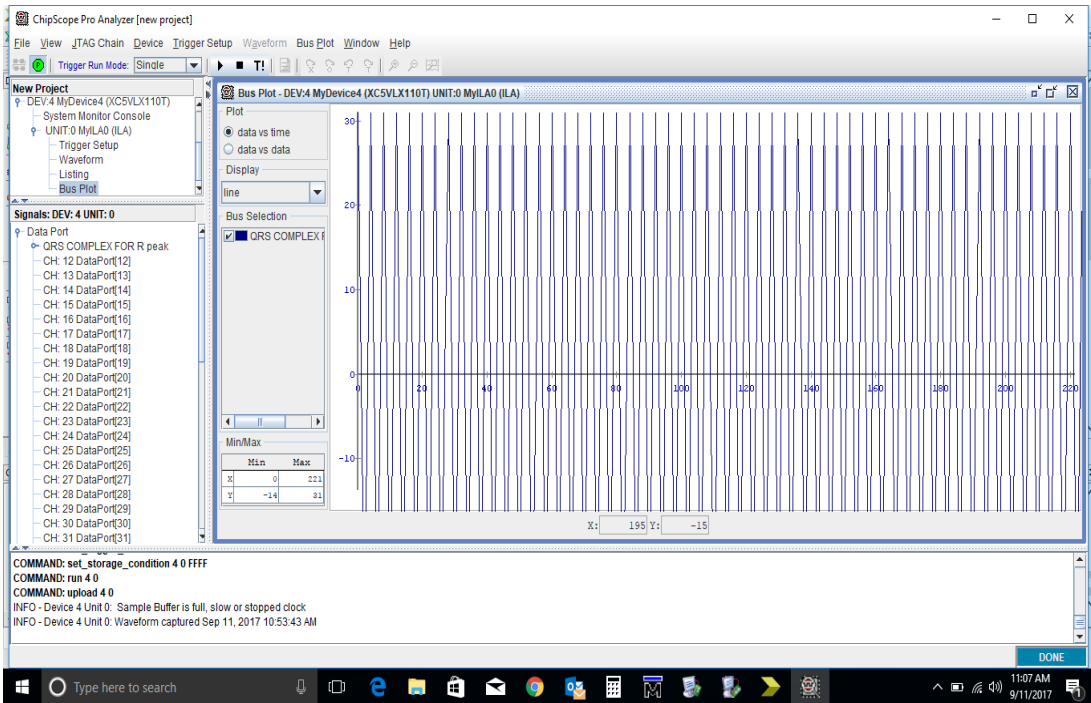 ChipScope Pro Analyzer [new project]
File View JTAG Chain Device Trigger Setup Waveform Bus Plot Window Help
Trigger Run Mode: Single T!
New Project
DEV:4 MyDevice4 (XC5VLX110T)
System Monitor Console
UNIT:0 MyILA0 (ILA)
Trigger Setup
Waveform
Listing
Bus Plot
Signals: DEV: 4 UNIT: 0
Data Port
QRS COMPLEX FOR R peak
CH: 12 DataPort[12]
CH: 13 DataPort[13]
CH: 14 DataPort[14]
CH: 15 DataPort[15]
CH: 16 DataPort[16]
CH: 17 DataPort[17]
CH: 18 DataPort[18]
CH: 19 DataPort[19]
CH: 20 DataPort[20]
CH: 21 DataPort[21]
CH: 22 DataPort[22]
CH: 23 DataPort[23]
CH: 24 DataPort[24]
CH: 25 DataPort[25]
CH: 26 DataPort[26]
CH: 27 DataPort[27]
CH: 28 DataPort[28]
CH: 29 DataPort[29]
CH: 30 DataPort[30]
CH: 31 DataPort[31]
Bus Plot - DEV:4 MyDevice4 (XC5VLX110T) UNIT:0 MyILA0 (ILA)
Plot
data vs time
data vs data
Display
line
Bus Selection
QRS COMPLEX F
Min/Max
Min Max
X 0 221
Y -14 31
30
20
10
0
-10
0 20 40 60 80 100 120 140 160 180 200 220
X: 195 Y: -15
COMMAND: set_storage_condition 4 0 FFFF
COMMAND: run 4 0
COMMAND: upload 4 0
INFO - Device 4 Unit 0: Sample Buffer is full, slow or stopped clock
INFO - Device 4 Unit 0: Waveform captured Sep 11, 2017 10:53:43 AM
DONE
Type here to search
11:07 AM
9/11/2017